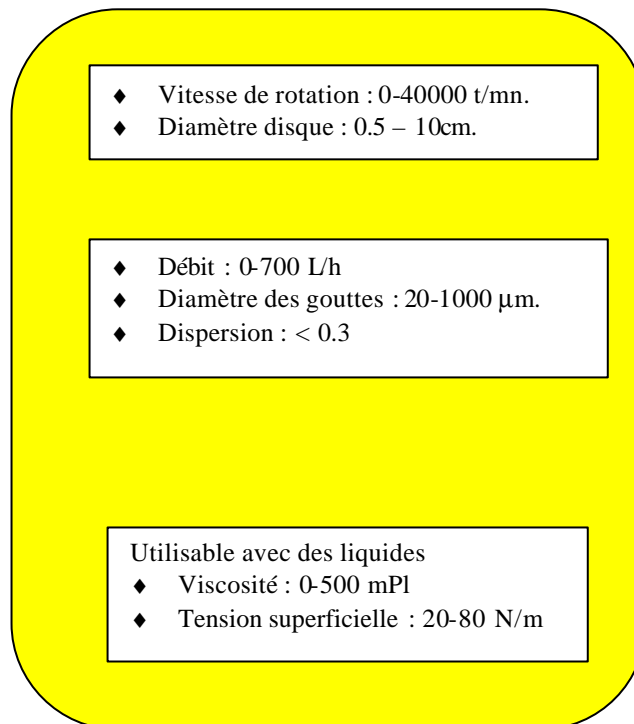 ♦ Vitesse de rotation : 0-40000 t/mn.
♦ Diamètre disque : 0.5 – 10cm.
♦ Débit : 0-700 L/h
♦ Diamètre des gouttes : 20-1000 μm.
♦ Dispersion : < 0.3
Utilisable avec des liquides
♦ Viscosité : 0-500 mPl
♦ Tension superficielle : 20-80 N/m